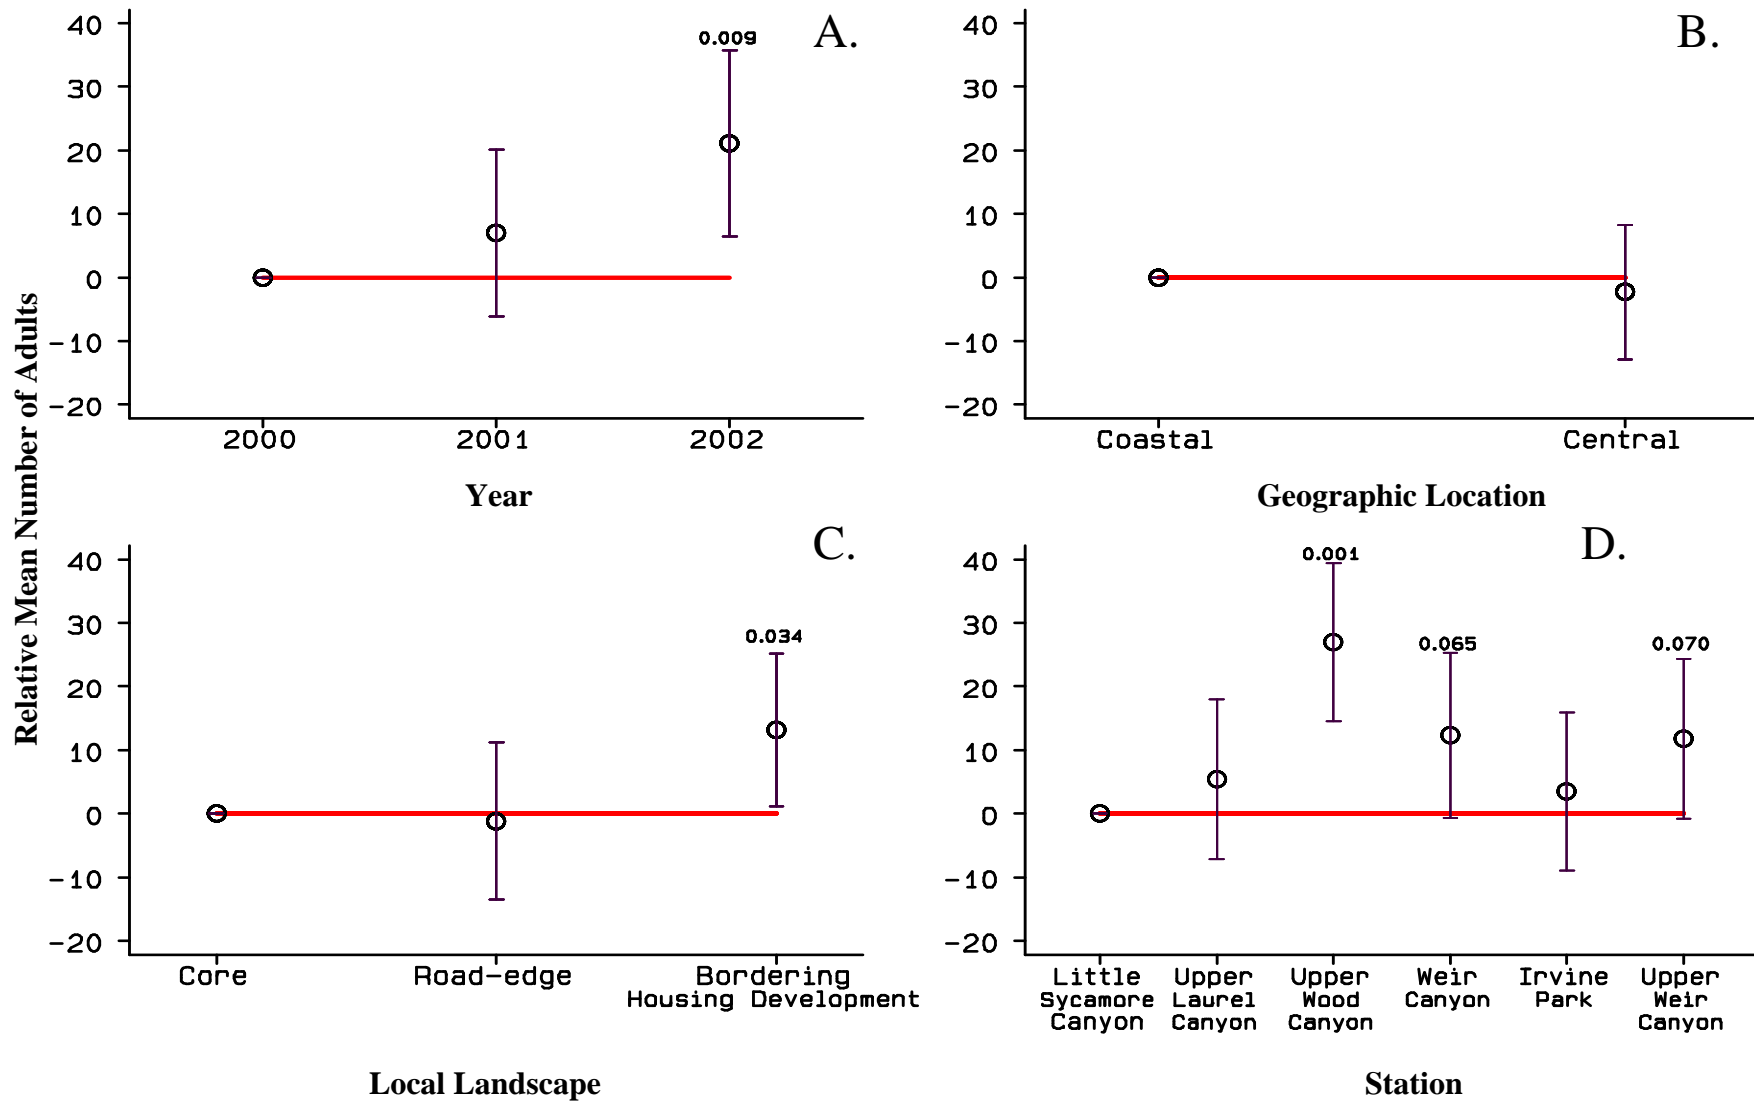 Relative Mean Number of Adults
A.
40
30
20
10
0
-10
-20
0.009
2000 2001 2002
Year
B.
40
30
20
10
0
-10
-20
Coastal Central
Geographic Location
C.
40
30
20
10
0
-10
-20
0.034
Core Road-edge Bordering
Housing Development
Local Landscape
D.
40
30
20
10
0
-10
-20
0.001
0.065 0.070
Little Upper Upper Weir Irvine Upper
Sycamore Laurel Wood Canyon Park Weir
Canyon Canyon Canyon Canyon
Station